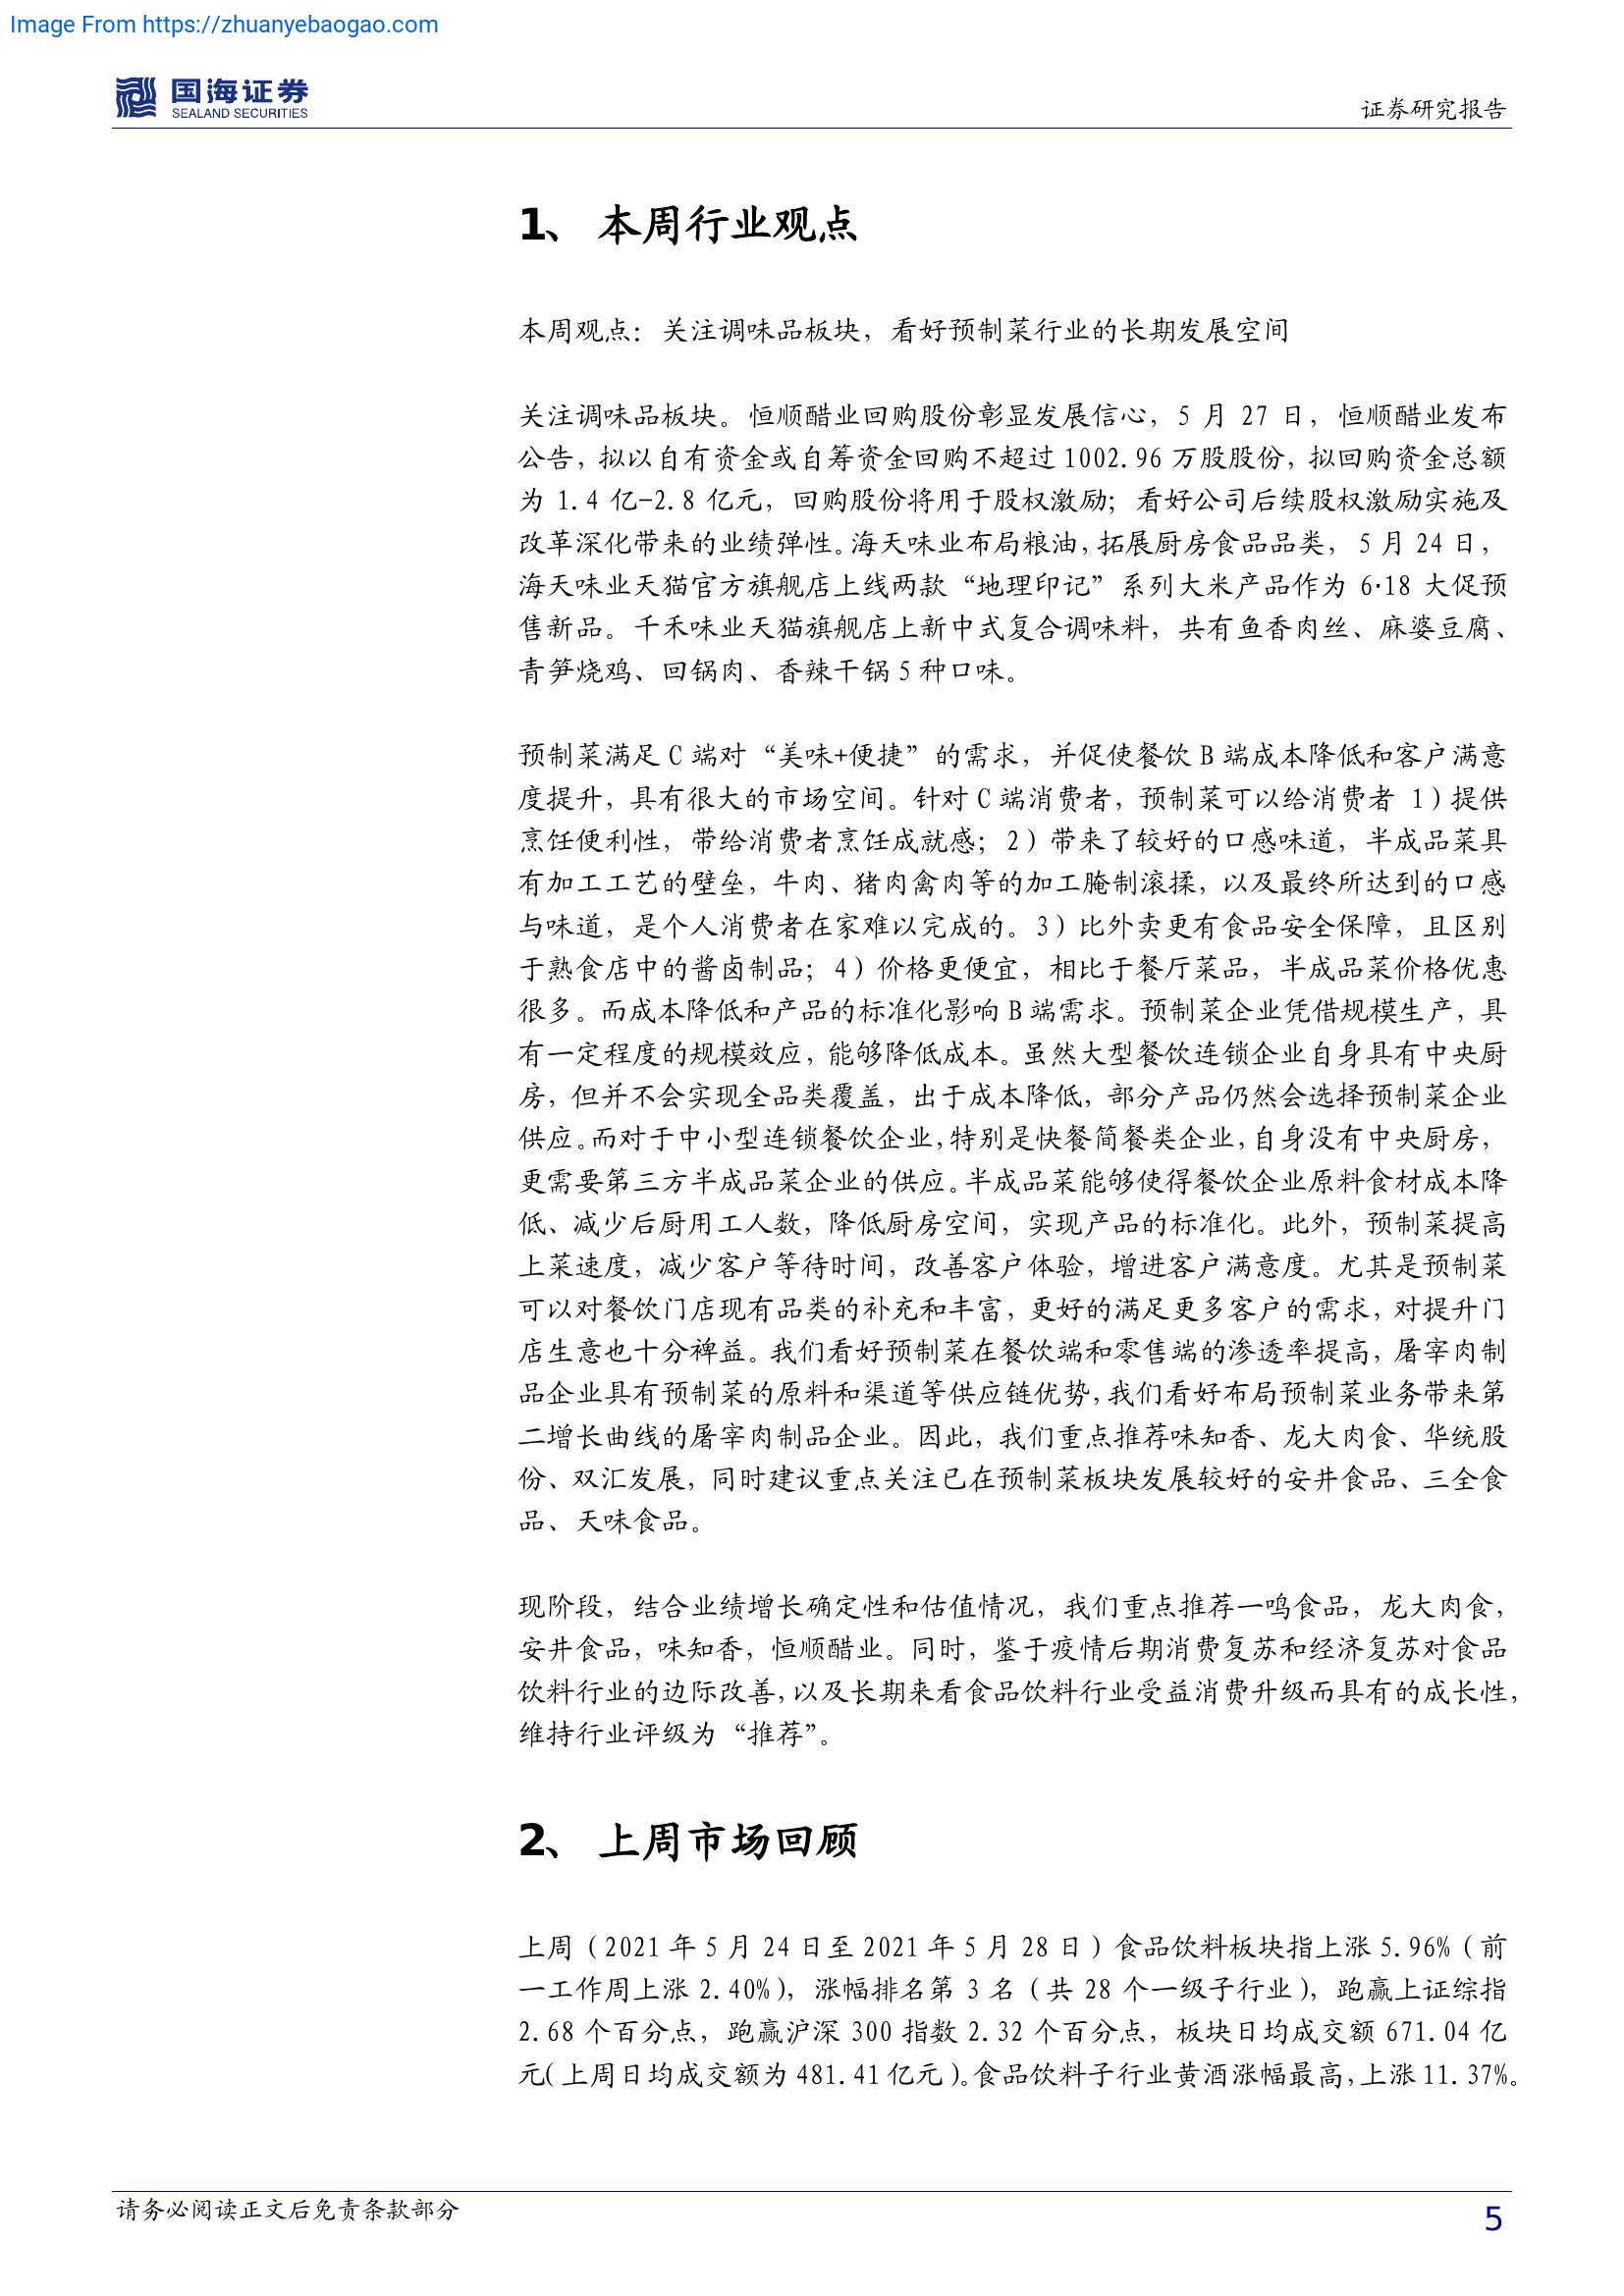 Image From https://zhuanyebaogao.com
国海证券
SEALAND SECURITIES
证券研究报告
1、 本周行业观点
本周观点：关注调味品板块，看好预制菜行业的长期发展空间
关注调味品板块。恒顺醋业回购股份彰显发展信心，5 月 27 日，恒顺醋业发布
公告，拟以自有资金或自筹资金回购不超过 1002.96 万股股份，拟回购资金总额
为 1.4 亿-2.8 亿元，回购股份将用于股权激励；看好公司后续股权激励实施及
改革深化带来的业绩弹性。海天味业布局粮油，拓展厨房食品品类，5 月 24 日，
海天味业天猫官方旗舰店上线两款“地理印记”系列大米产品作为 6·18 大促预
售新品。千禾味业天猫旗舰店上新中式复合调味料，共有鱼香肉丝、麻婆豆腐、
青笋烧鸡、回锅肉、香辣干锅 5 种口味。
预制菜满足 C 端对“美味+便捷”的需求，并促使餐饮 B 端成本降低和客户满意
度提升，具有很大的市场空间。针对 C 端消费者，预制菜可以给消费者 1）提供
烹饪便利性，带给消费者烹饪成就感；2）带来了较好的口感味道，半成品菜具
有加工工艺的壁垒，牛肉、猪肉禽肉等的加工腌制滚揉，以及最终所达到的口感
与味道，是个人消费者在家难以完成的。3）比外卖更有食品安全保障，且区别
于熟食店中的酱卤制品；4）价格更便宜，相比于餐厅菜品，半成品菜价格优惠
很多。而成本降低和产品的标准化影响 B 端需求。预制菜企业凭借规模生产，具
有一定程度的规模效应，能够降低成本。虽然大型餐饮连锁企业自身具有中央厨
房，但并不会实现全品类覆盖，出于成本降低，部分产品仍然会选择预制菜企业
供应。而对于中小型连锁餐饮企业，特别是快餐简餐类企业，自身没有中央厨房，
更需要第三方半成品菜企业的供应。半成品菜能够使得餐饮企业原料食材成本降
低、减少后厨用工人数，降低厨房空间，实现产品的标准化。此外，预制菜提高
上菜速度，减少客户等待时间，改善客户体验，增进客户满意度。尤其是预制菜
可以对餐饮门店现有品类的补充和丰富，更好的满足更多客户的需求，对提升门
店生意也十分裨益。我们看好预制菜在餐饮端和零售端的渗透率提高，屠宰肉制
品企业具有预制菜的原料和渠道等供应链优势，我们看好布局预制菜业务带来第
二增长曲线的屠宰肉制品企业。因此，我们重点推荐味知香、龙大肉食、华统股
份、双汇发展，同时建议重点关注已在预制菜板块发展较好的安井食品、三全食
品、天味食品。
现阶段，结合业绩增长确定性和估值情况，我们重点推荐一鸣食品，龙大肉食，
安井食品，味知香，恒顺醋业。同时，鉴于疫情后期消费复苏和经济复苏对食品
饮料行业的边际改善，以及长期来看食品饮料行业受益消费升级而具有的成长性，
维持行业评级为“推荐”。
2、 上周市场回顾
上周（2021 年 5 月 24 日至 2021 年 5 月 28 日）食品饮料板块指上涨 5.96%（前
一工作周上涨 2.40%），涨幅排名第 3 名（共 28 个一级子行业），跑赢上证综指
2.68 个百分点，跑赢沪深 300 指数 2.32 个百分点，板块日均成交额 671.04 亿
元（上周日均成交额为 481.41 亿元）。食品饮料子行业黄酒涨幅最高，上涨 11.37%。
请务必阅读正文后免责条款部分
5